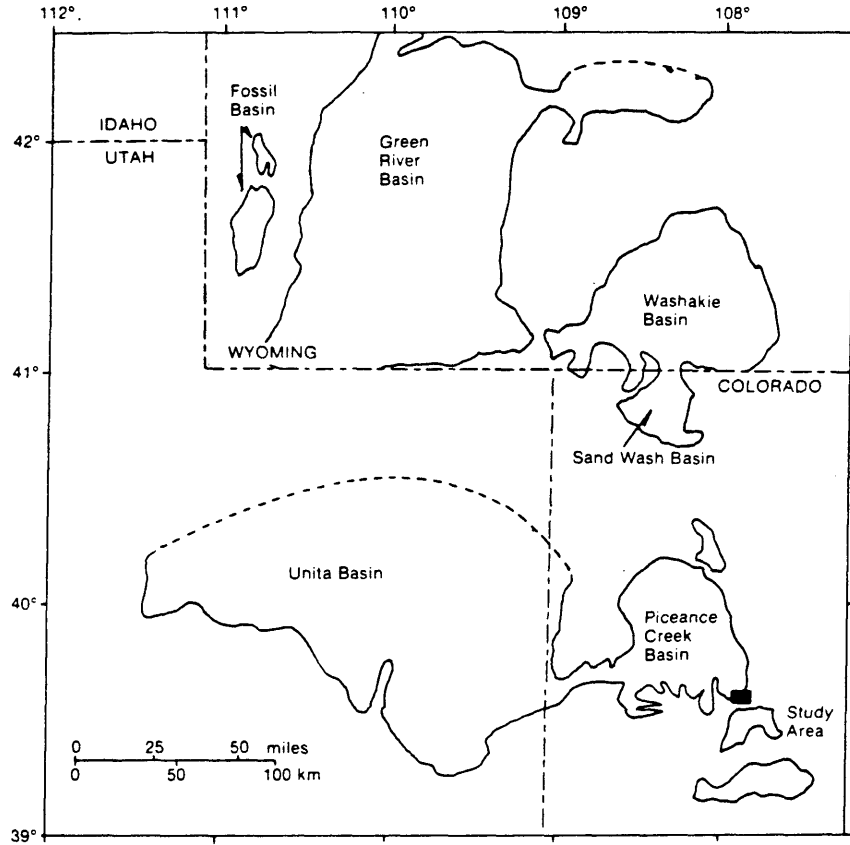 112°. 111° 110° 109° 108°
Fossil
Basin
IDAHO
42°
UTAH
Green
River
Basin
Washakie
Basin
WYOMING
41°
COLORADO
Sand Wash Basin
Unita Basin
40°
Piceance
Creek
Basin
Study
Area
0 25 50 miles
0 50 100 km
39°